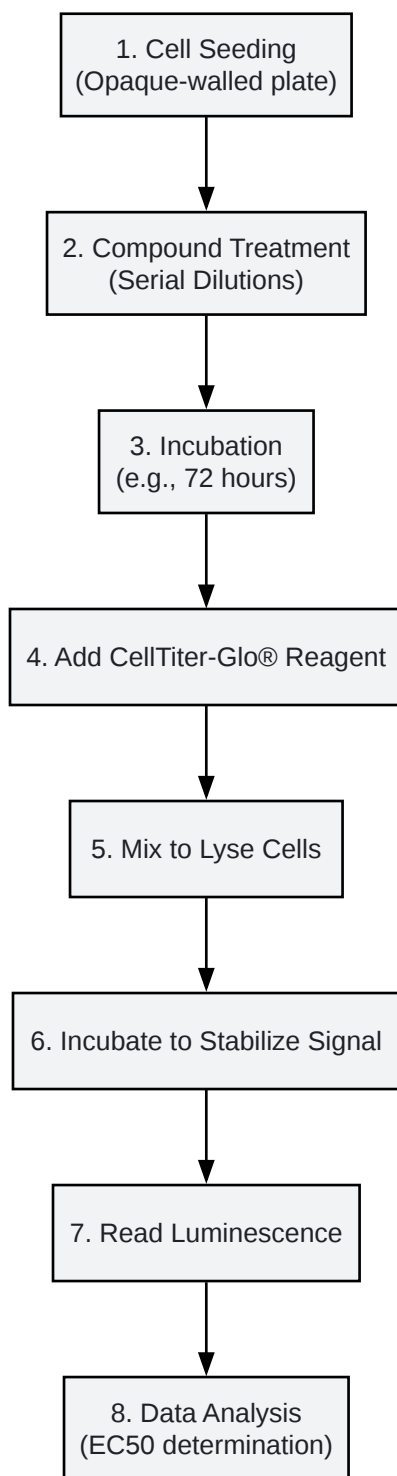 1. Cell Seeding
(Opaque-walled plate)
2. Compound Treatment
(Serial Dilutions)
3. Incubation
(e.g., 72 hours)
4. Add CellTiter-Glo® Reagent
5. Mix to Lyse Cells
6. Incubate to Stabilize Signal
7. Read Luminescence
8. Data Analysis
(EC50 determination)